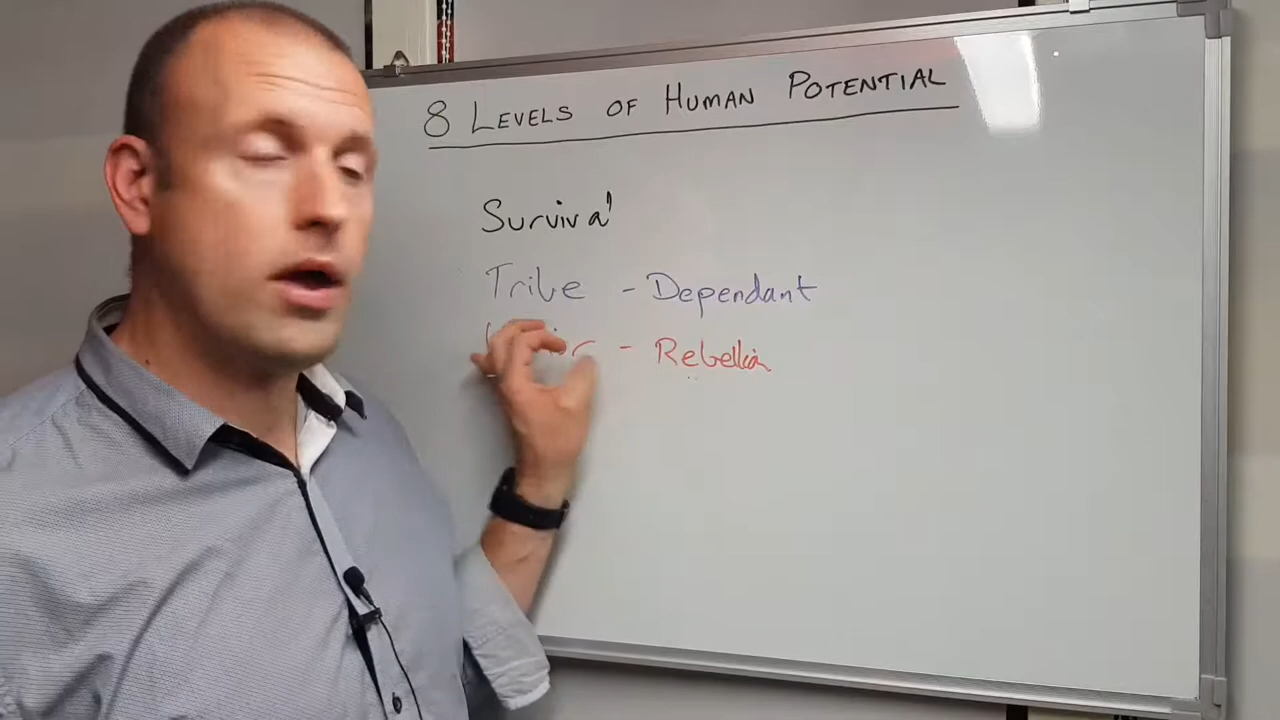 8 LEVELS OF HUMAN POTENTIAL
Survival
Tribe - Dependant
- Rebellion